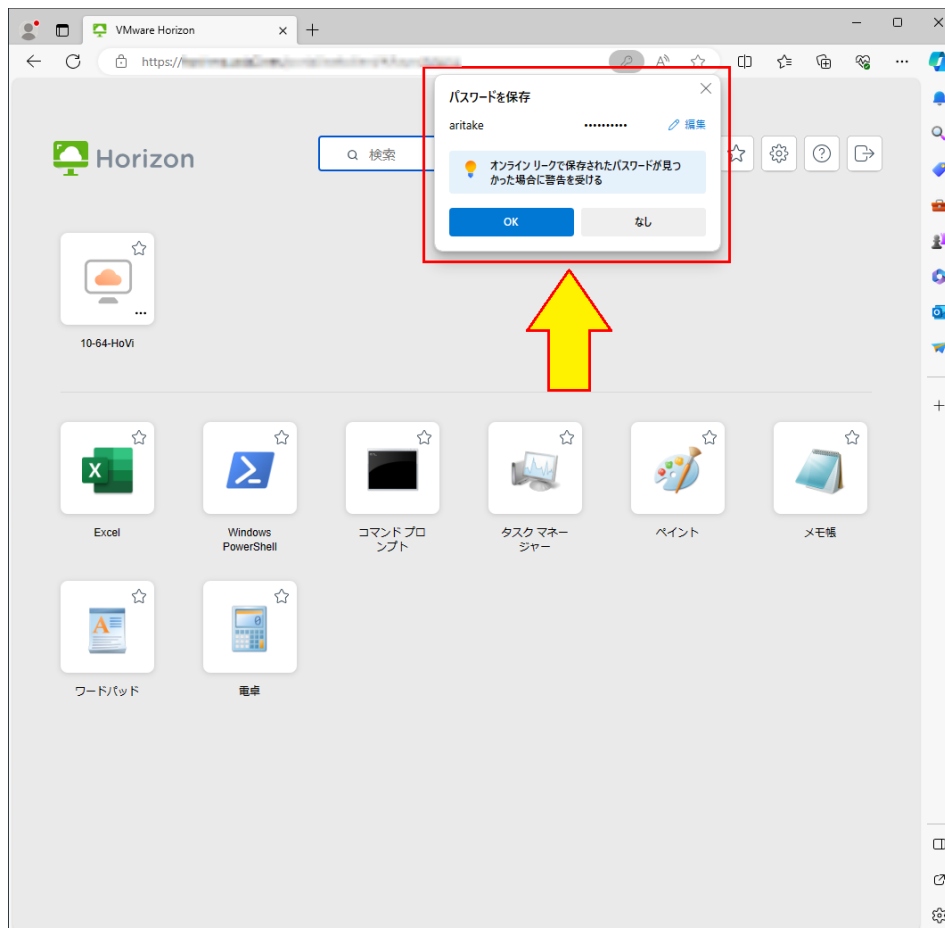 VMware Horizon
https://
パスワードを保存
aritake •••••••••• 編集
オンライン リークで保存されたパスワードが見つ
かった場合に警告を受ける
OK なし
Horizon
検索
10-64-HoVi
Excel
Windows
PowerShell
コマンド プロ
ンプト
タスク マネー
ジャー
ペイント
メモ帳
ワードパッド
電卓